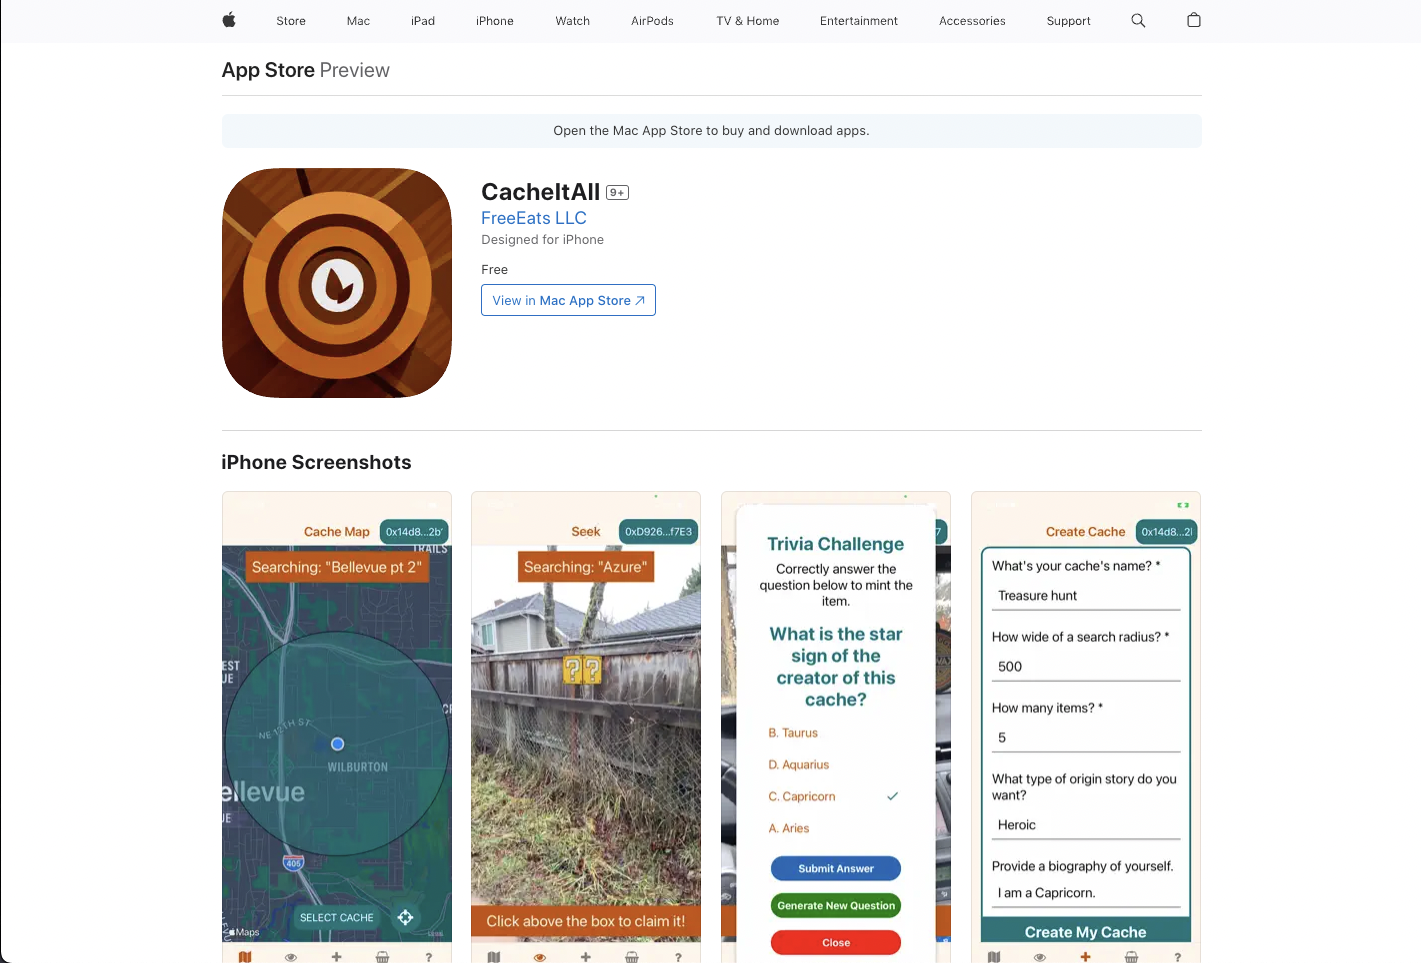 Store Mac iPad iPhone Watch AirPods TV & Home Entertainment Accessories Support
App Store Preview
Open the Mac App Store to buy and download apps.
CacheItAll 9+
FreeEats LLC
Designed for iPhone
Free
View in Mac App Store
iPhone Screenshots
Cache Map 0x14d8...2b
TRAILS
Searching: "Bellevue pt 2"
EST
UE
NE 12TH ST
WILBURTON
ellevue
UE
405
SELECT CACHE
Maps
?
Seek 0xD926...f7E3
Searching: "Azure"
? ?
Click above the box to claim it!
?
7
Trivia Challenge
Correctly answer the
question below to mint the
item.
What is the star
sign of the
creator of this
cache?
B. Taurus
D. Aquarius
C. Capricorn
A. Aries
Submit Answer
Generate New Question
Close
Create Cache 0x14d8...2
What's your cache's name? *
Treasure hunt
How wide of a search radius? *
500
How many items? *
5
What type of origin story do you
want?
Heroic
Provide a biography of yourself.
I am a Capricorn.
Create My Cache
?